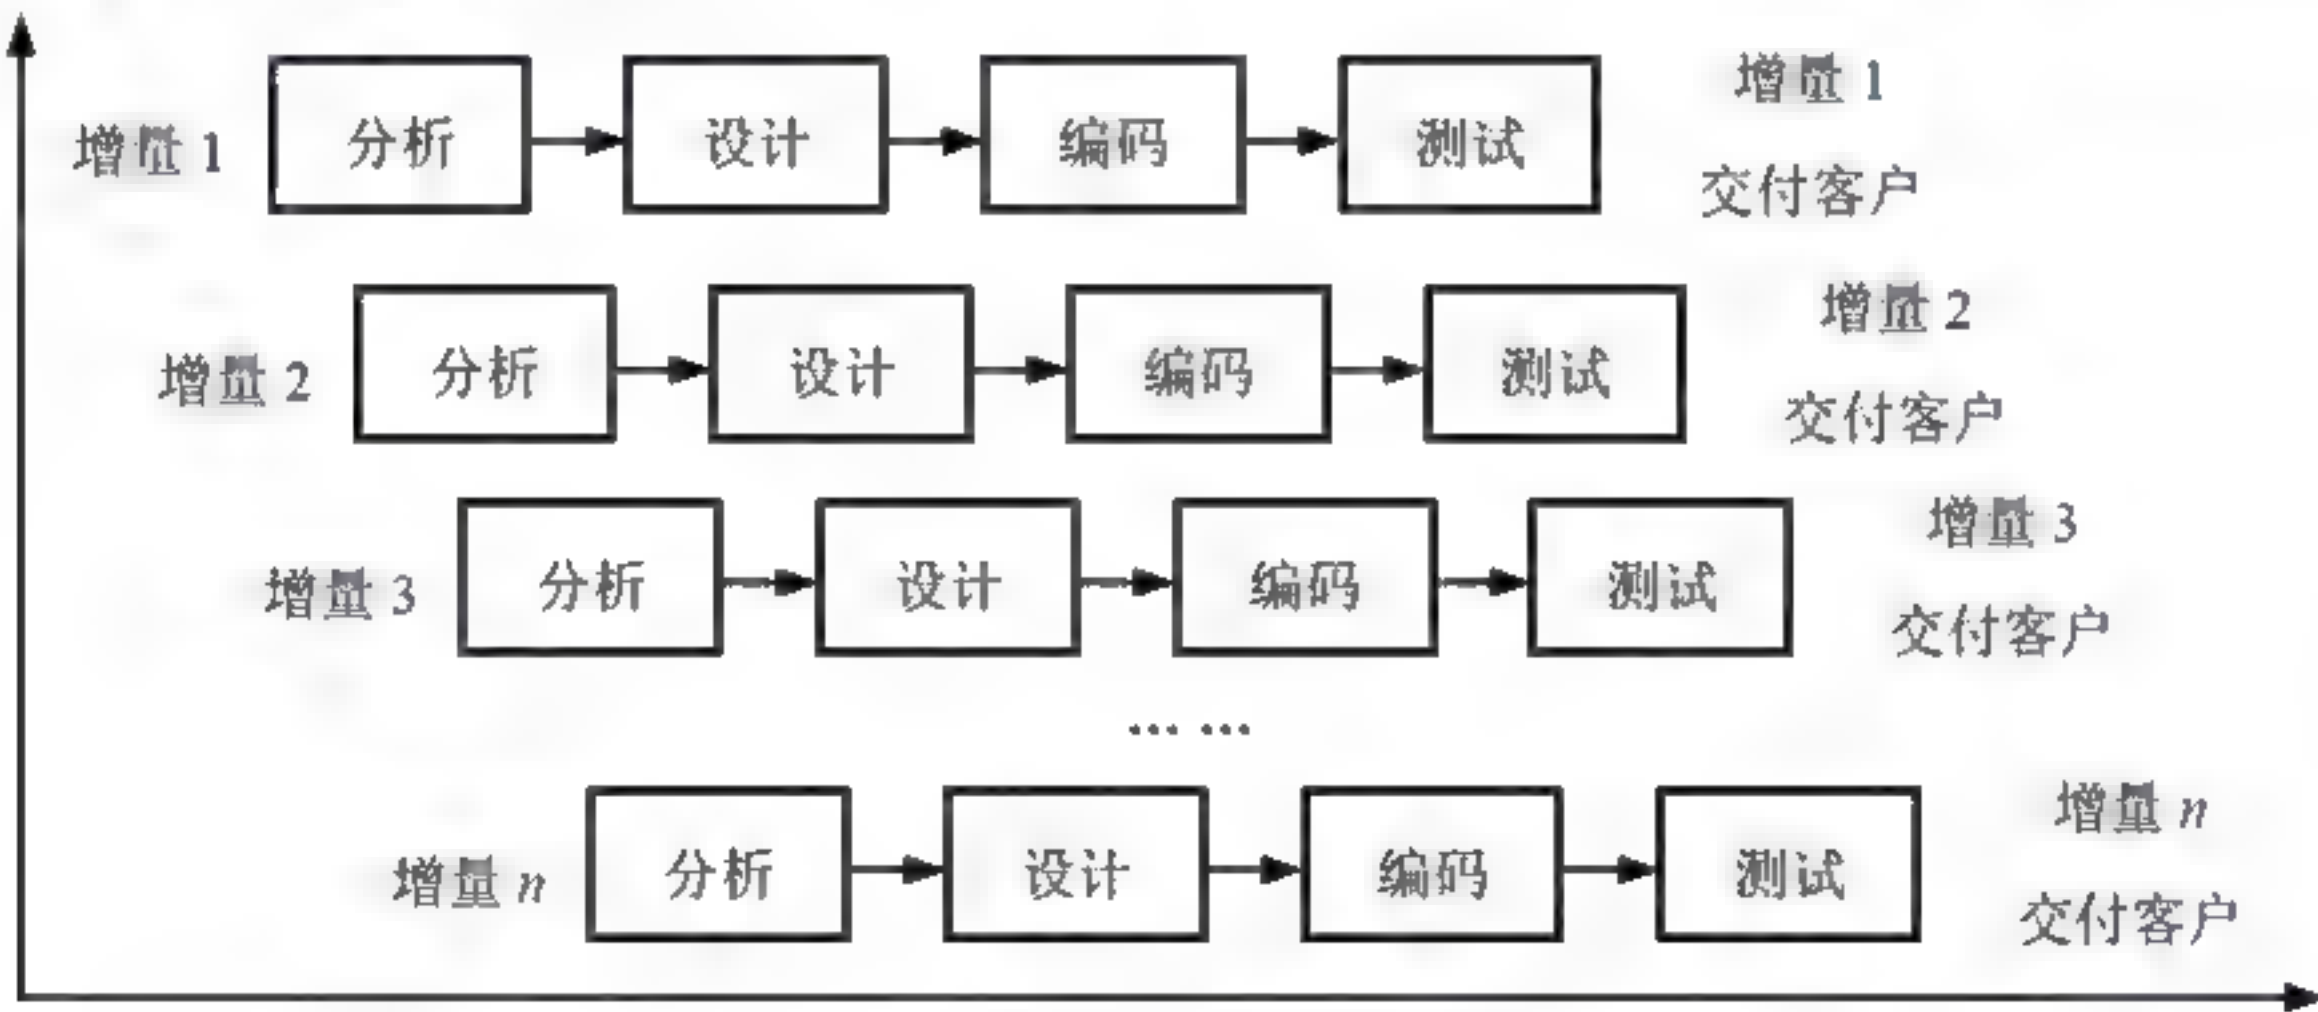 增量 1
分析
设计
编码
测试
增量 1
交付客户
增量 2
分析
设计
编码
测试
增量 2
交付客户
增量 3
分析
设计
编码
测试
增量 3
交付客户
... ...
增量 n
分析
设计
编码
测试
增量 n
交付客户